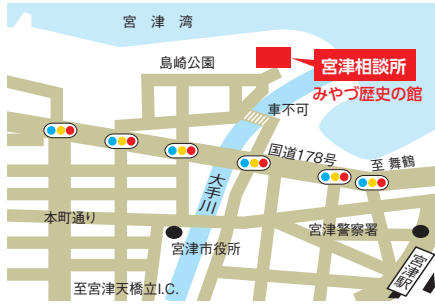 宮津湾
島崎公園
宮津相談所
みやづ歴史の館
車不可
国道178号
至 舞鶴
大手川
本町通り
宮津市役所
宮津警察署
宮津駅
至宮津天橋立I.C.